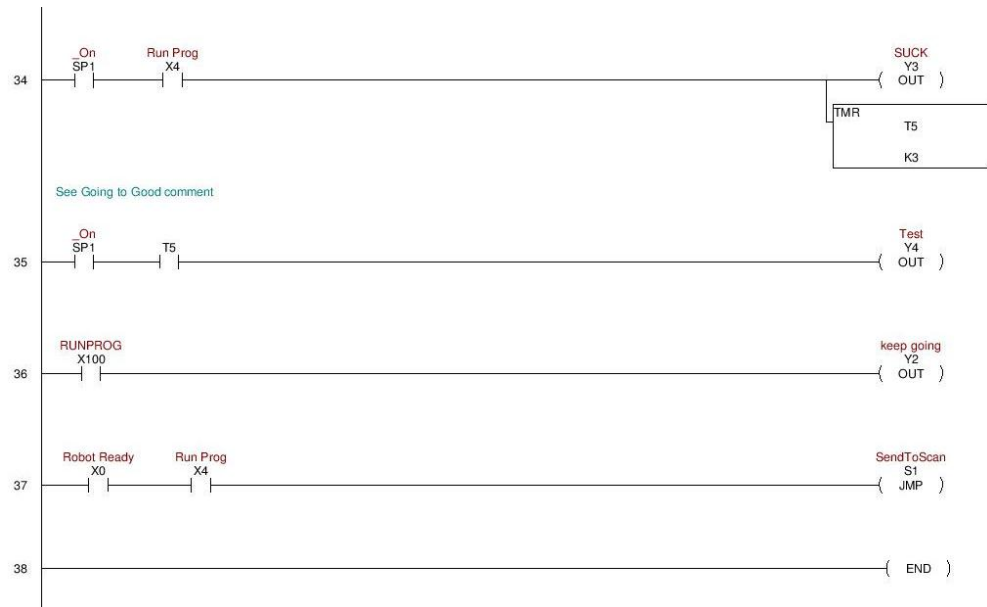 _On Run Prog SUCK
SP1 X4 Y3
34 OUT
TMR
T5
K3
See Going to Good comment
_On Test
SP1 T5 Y4
35 OUT
RUNPROG keep going
X100 Y2
36 OUT
Robot Ready Run Prog SendToScan
X0 X4 S1
37 JMP
38 END